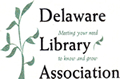 Delaware
Meeting your need
Library
to know and grow
Association